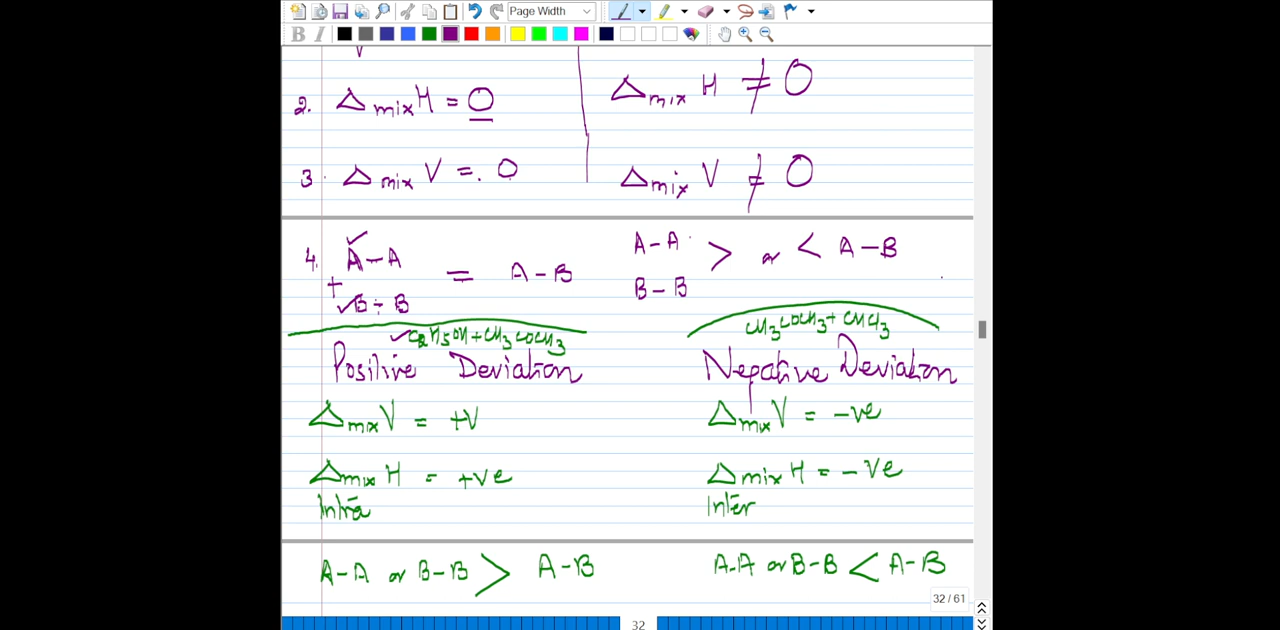 Page Width
B I
2. Δmix H = 0 Δmix H ≠ 0
3. Δmix V = 0 Δmix V ≠ 0
4. A-A A-A > or < A-B
+ = A-B
B-B B-B
C2H5OH + CH3COCH3 CH3COCH3 + CHCl3
Positive Deviation Negative Deviation
Δmix V = +V Δmix V = -ve
Δmix H = +ve Δmix H = -ve
Intra Inter
A-A or B-B > A-B A-A or B-B < A-B
32 / 61
32